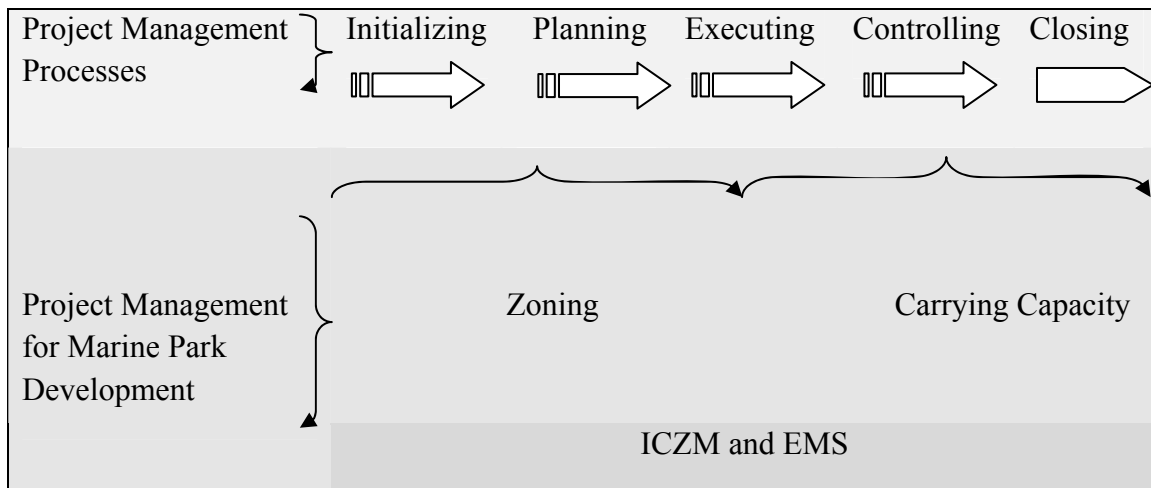 Project Management Initializing Planning Executing Controlling Closing
Processes
Project Management Zoning Carrying Capacity
for Marine Park
Development
ICZM and EMS